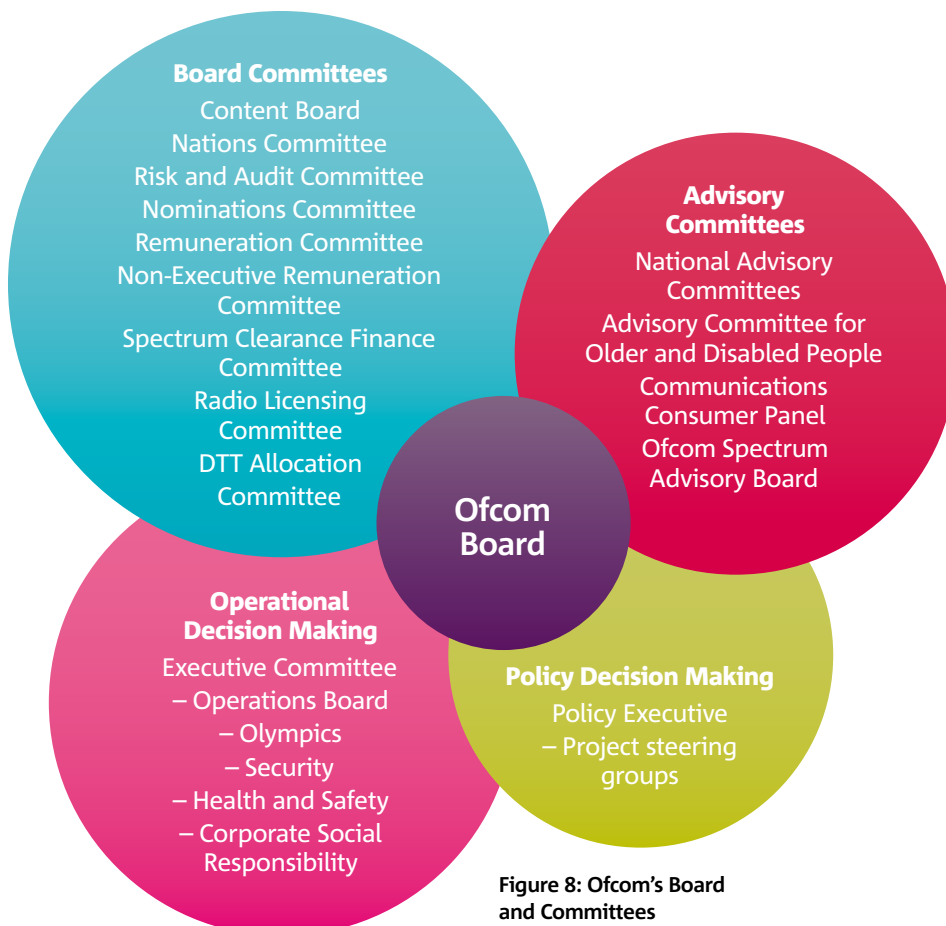 Board Committees
Content Board
Nations Committee
Risk and Audit Committee
Nominations Committee
Remuneration Committee
Non-Executive Remuneration
Committee
Spectrum Clearance Finance
Committee
Radio Licensing
Committee
DTT Allocation
Committee
Advisory
Committees
National Advisory
Committees
Advisory Committee for
Older and Disabled People
Communications
Consumer Panel
Ofcom Spectrum
Advisory Board
Ofcom
Board
Operational
Decision Making
Executive Committee
– Operations Board
– Olympics
– Security
– Health and Safety
– Corporate Social
Responsibility
Policy Decision Making
Policy Executive
– Project steering
groups
Figure 8: Ofcom’s Board
and Committees